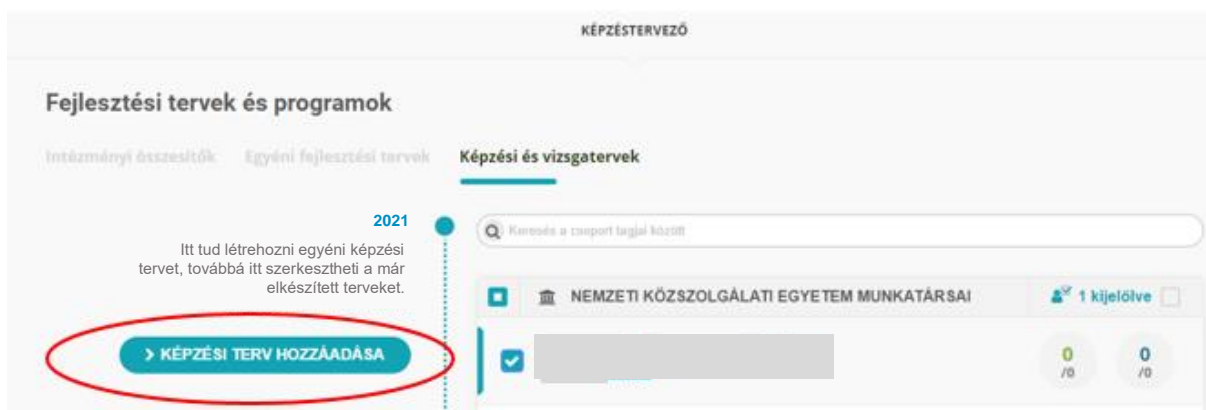 KÉPZÉSTERVEZŐ
Fejlesztési tervek és programok
Intézményi összesítők Egyéni fejlesztési tervek Képzési és vizsgatervek
2021
Itt tud létrehozni egyéni képzési
tervet, továbbá itt szerkesztheti a már
elkészített terveket.
Keresés a csoport tagjai között
NEMZETI KÖZSZOLGÁLATI EGYETEM MUNKATÁRSAI 1 kijelölve
> KÉPZÉSI TERV HOZZÁADÁSA
0 0
/0 /0